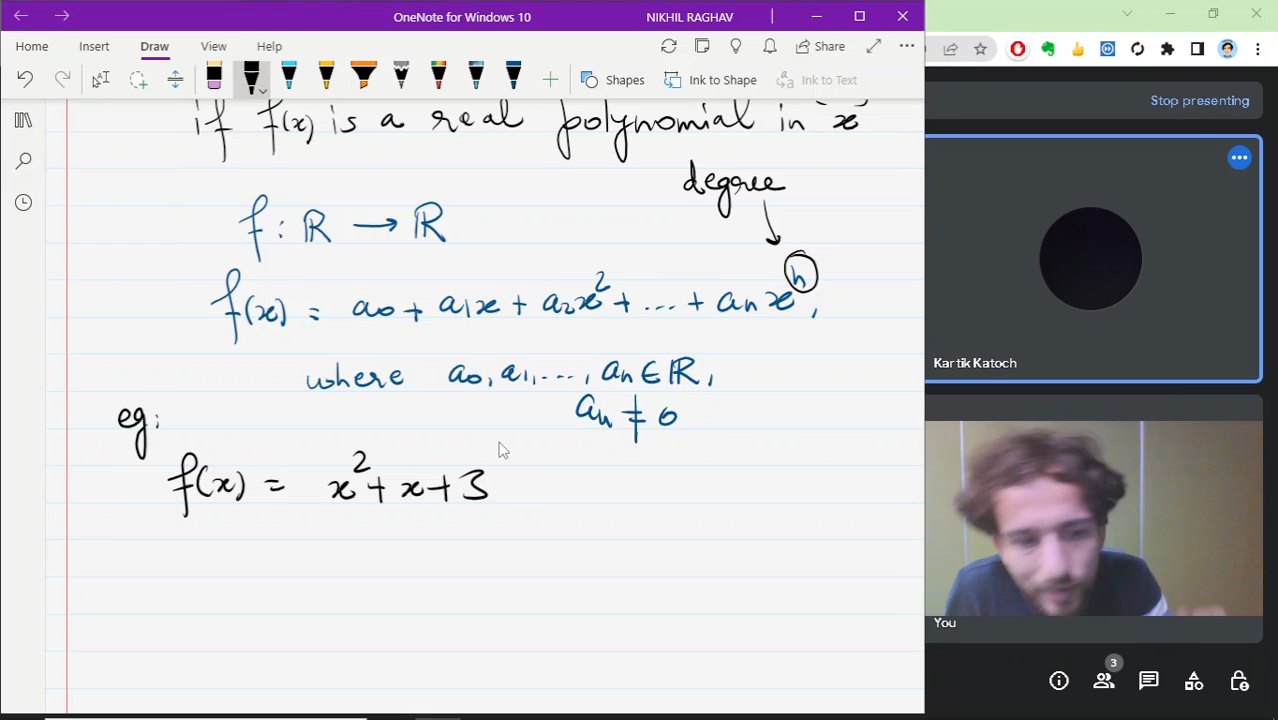 OneNote for Windows 10
NIKHIL RAGHAV
Home Insert Draw View Help
Share
Shapes
Ink to Shape
Ink to Text
Stop presenting
if f(x) is a real polynomial in x
degree
f : ℝ → ℝ
f(x) = a₀ + a₁x + a₂x² + ... + aₙxⁿ,
where a₀, a₁, ..., aₙ ∈ ℝ,
aₙ ≠ 0
eg:
f(x) = x² + x + 3
Kartik Katoch
You
3